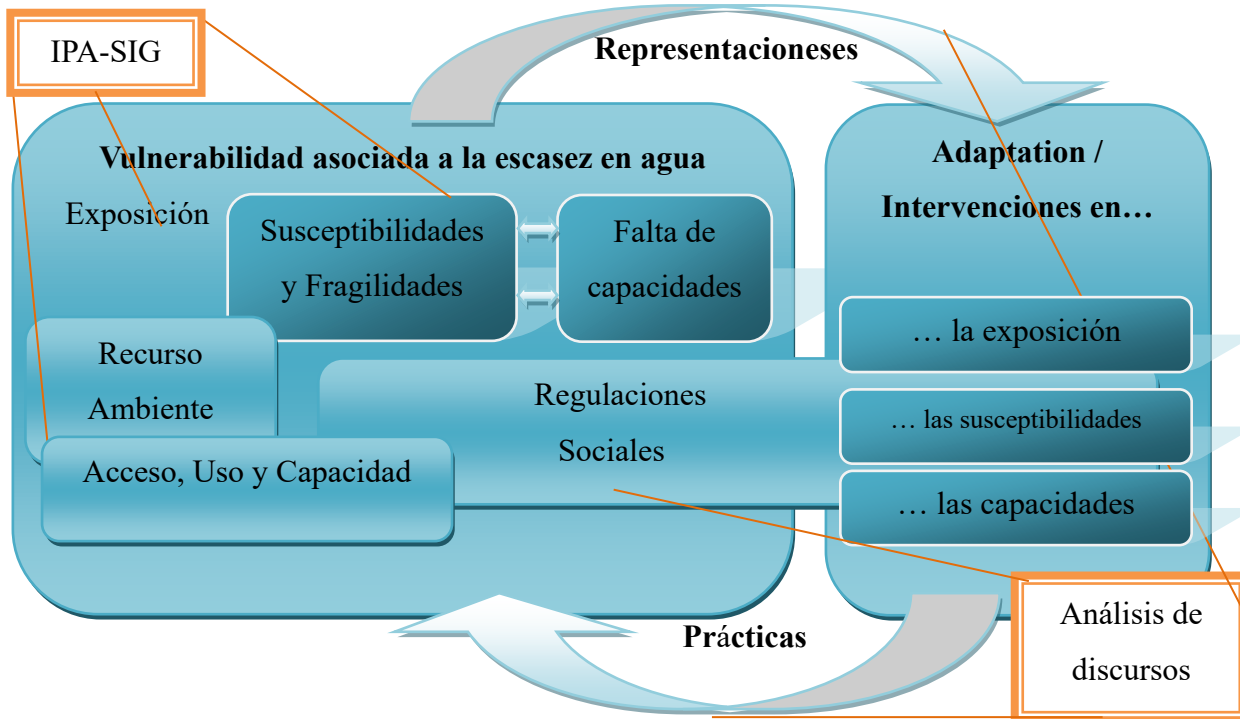 IPA-SIG
Representacioneses
Vulnerabilidad asociada a la escasez en agua
Exposición
Susceptibilidades
y Fragilidades
Falta de
capacidades
Recurso
Ambiente
Acceso, Uso y Capacidad
Regulaciones
Sociales
Adaptation /
Intervenciones en…
… la exposición
… las susceptibilidades
… las capacidades
Prácticas
Análisis de
discursos